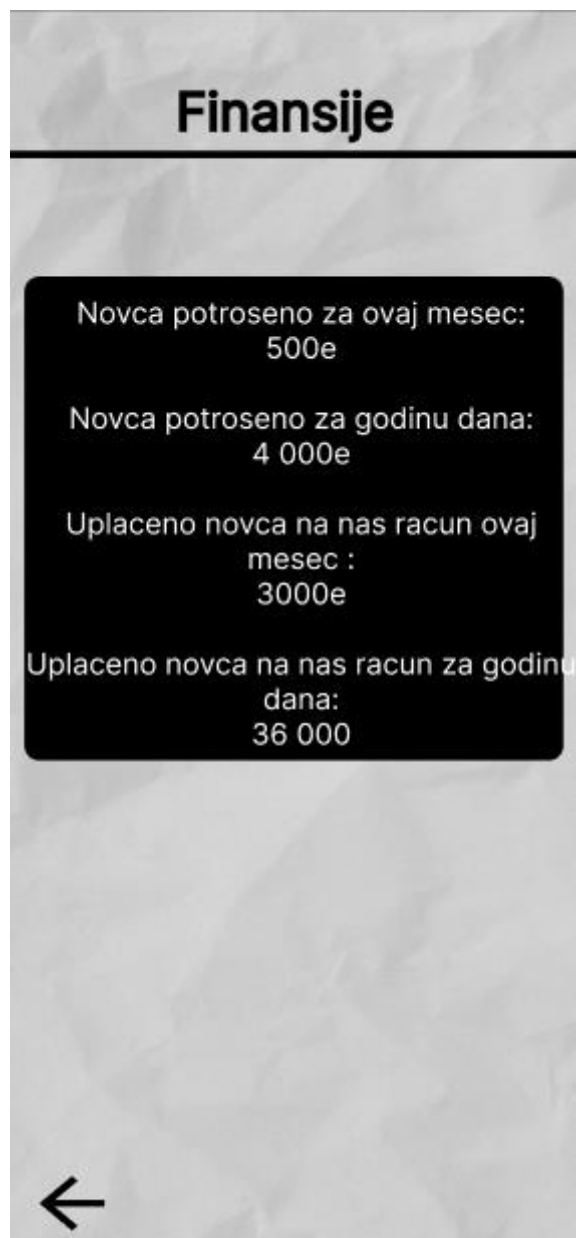 Finansije
Novca potroseno za ovaj mesec:
500e
Novca potroseno za godinu dana:
4 000e
Uplaceno novca na nas racun ovaj
mesec :
3000e
Uplaceno novca na nas racun za godinu
dana:
36 000